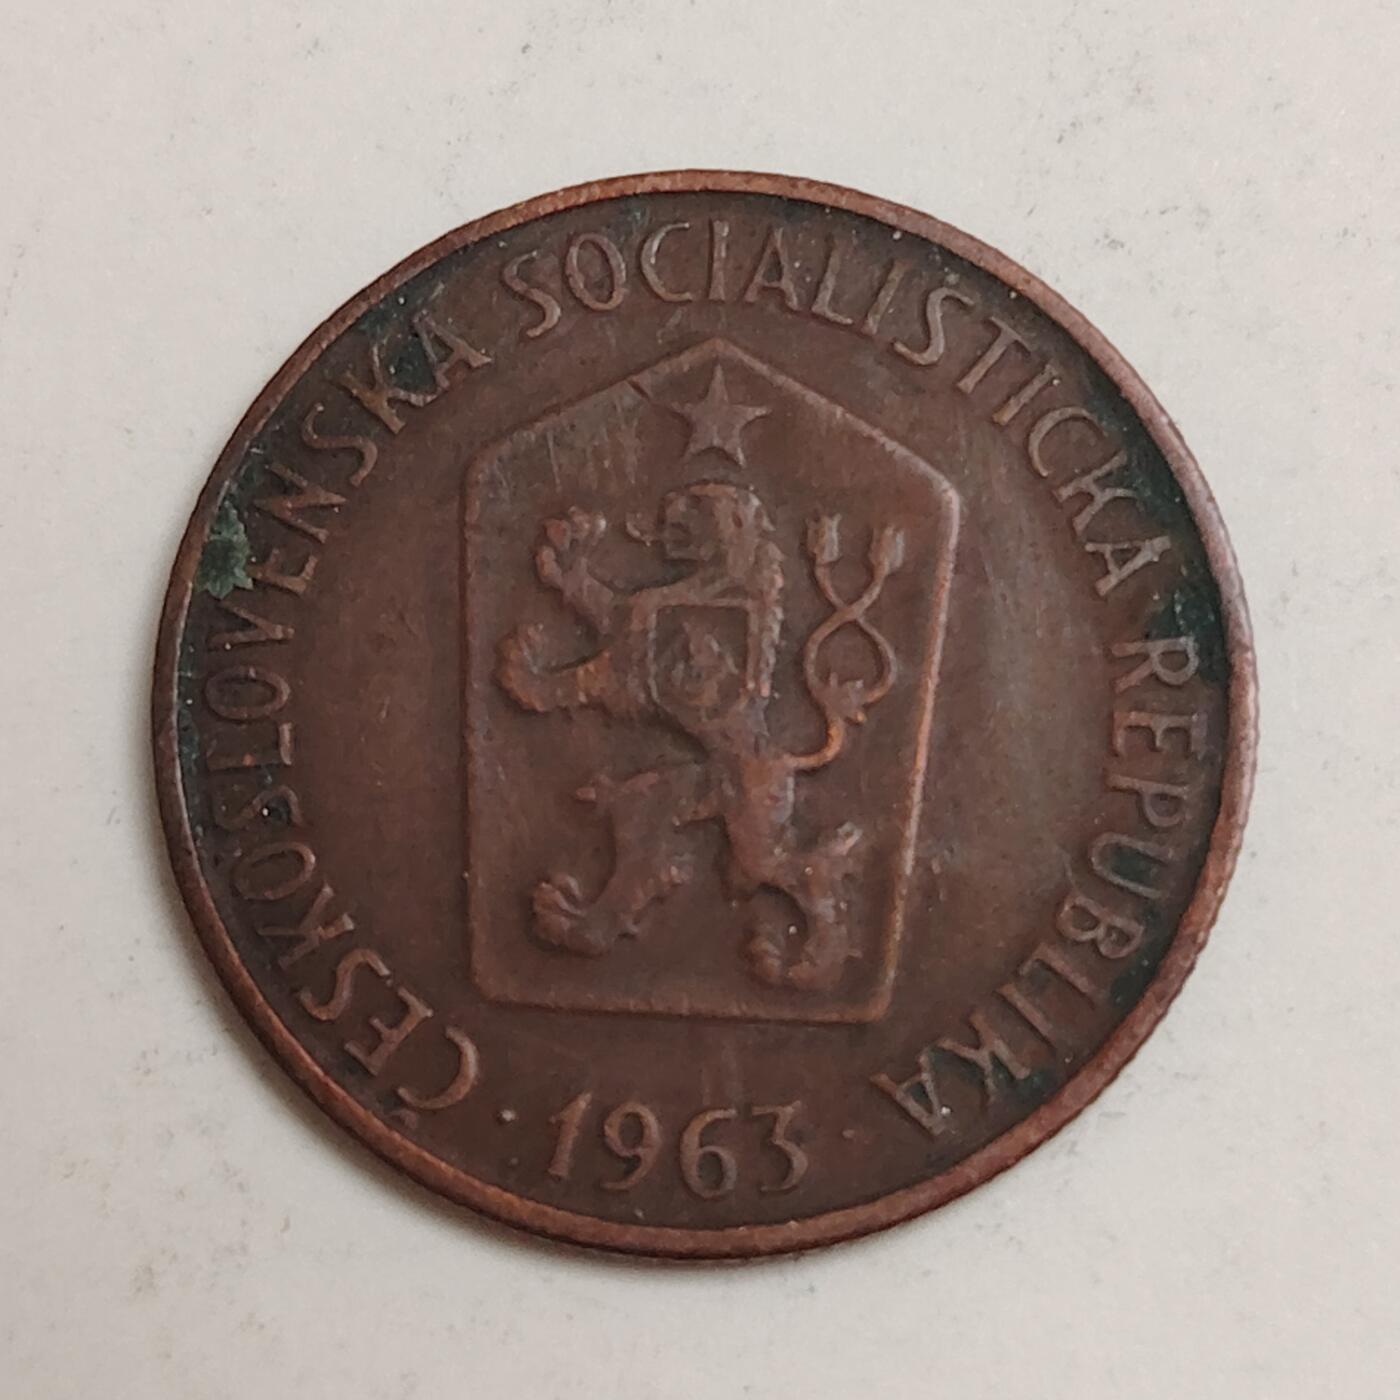 ČESKOSLOVENSKÁ SOCIALISTICKÁ REPUBLIKA
· 1963 ·